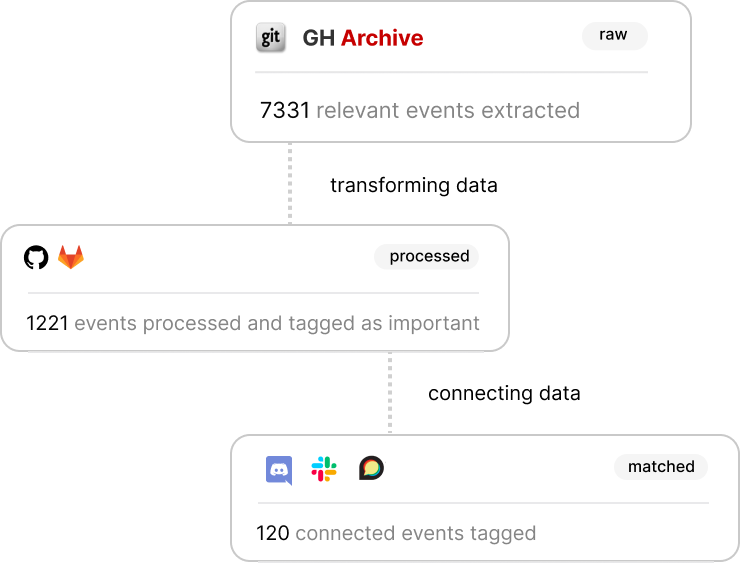 git GH Archive raw
7331 relevant events extracted
transforming data
processed
1221 events processed and tagged as important
connecting data
matched
120 connected events tagged